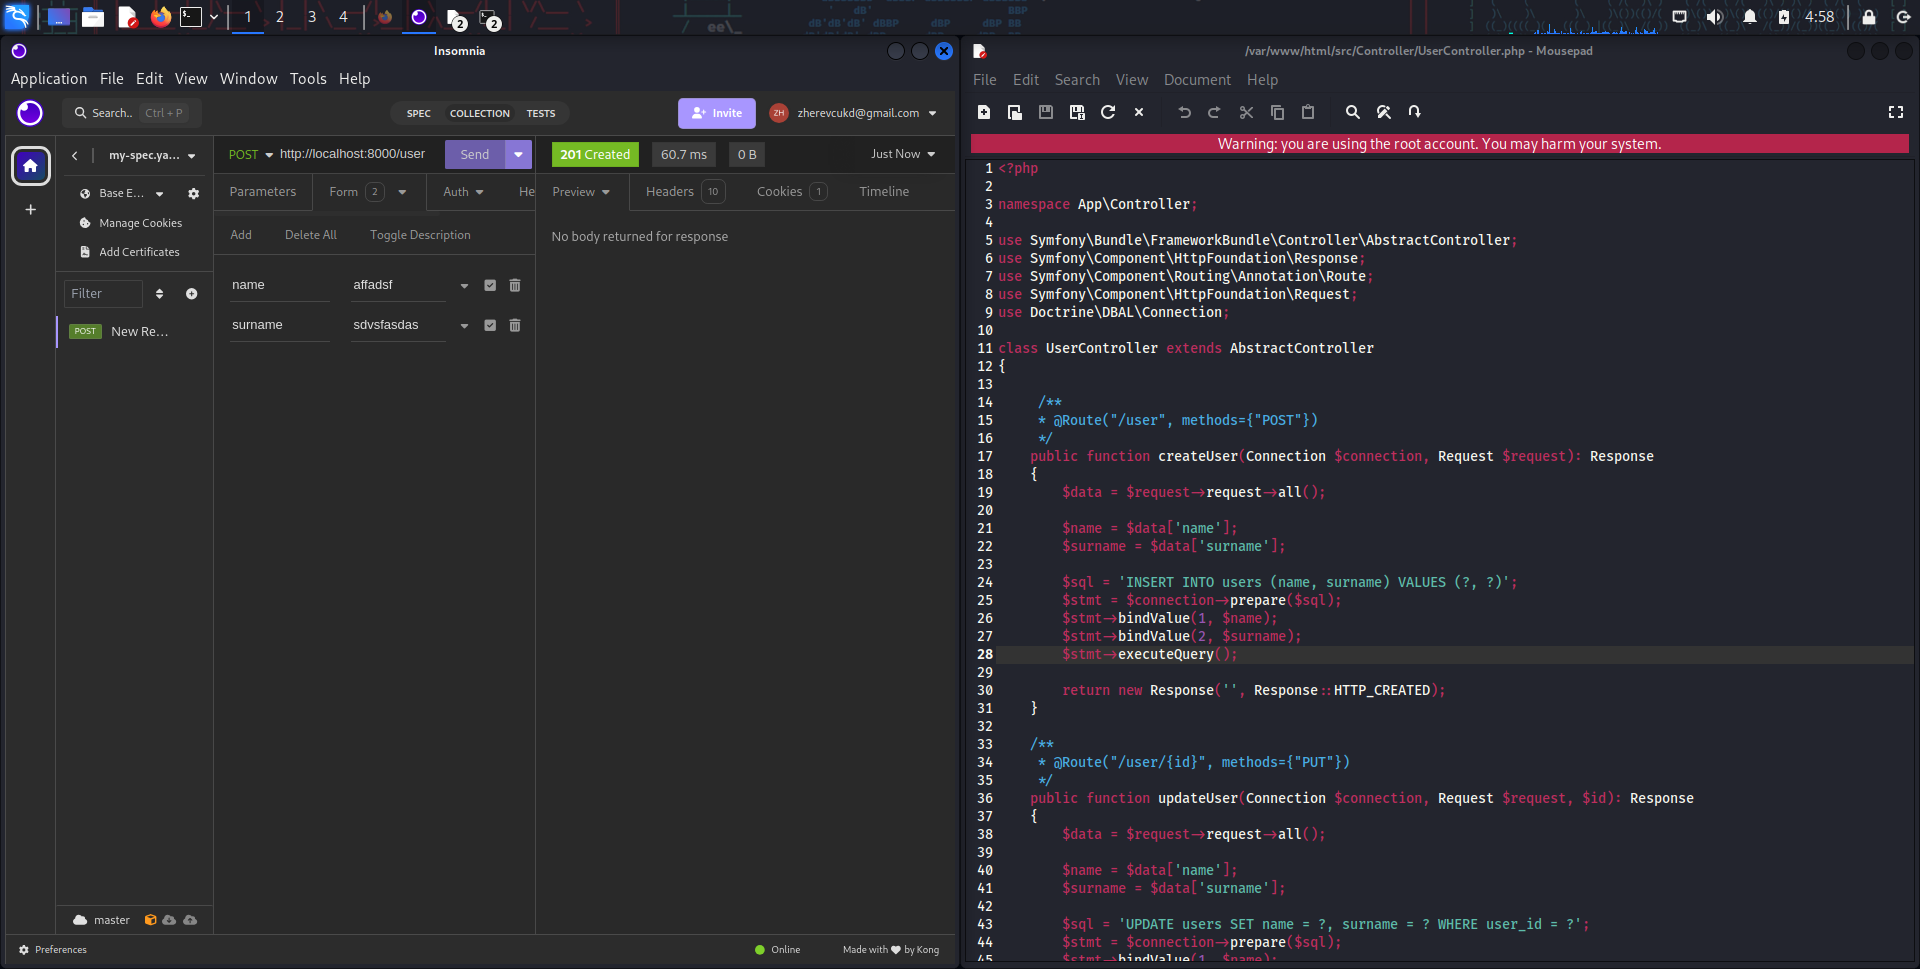 1 2 3 4
2 2
4:58
Insomnia
Application File Edit View Window Tools Help
Search.. Ctrl + P
SPEC COLLECTION TESTS
Invite
ZH zherevcukd@gmail.com
my-spec.ya...
POST http://localhost:8000/user
Send
201 Created 60.7 ms 0 B
Just Now
Base E...
Parameters Form 2 Auth He
Preview Headers 10 Cookies 1 Timeline
Manage Cookies
Add Certificates
Add Delete All Toggle Description
No body returned for response
Filter
name affadsf
surname sdvsfasdas
POST New Re...
master
Preferences
Online
Made with ❤ by Kong
/var/www/html/src/Controller/UserController.php - Mousepad
File Edit Search View Document Help
Warning: you are using the root account. You may harm your system.
1 <?php
2
3 namespace App\Controller;
4
5 use Symfony\Bundle\FrameworkBundle\Controller\AbstractController;
6 use Symfony\Component\HttpFoundation\Response;
7 use Symfony\Component\Routing\Annotation\Route;
8 use Symfony\Component\HttpFoundation\Request;
9 use Doctrine\DBAL\Connection;
10
11 class UserController extends AbstractController
12 {
13
14 /**
15 * @Route("/user", methods={"POST"})
16 */
17 public function createUser(Connection $connection, Request $request): Response
18 {
19 $data = $request->request->all();
20
21 $name = $data['name'];
22 $surname = $data['surname'];
23
24 $sql = 'INSERT INTO users (name, surname) VALUES (?, ?)';
25 $stmt = $connection->prepare($sql);
26 $stmt->bindValue(1, $name);
27 $stmt->bindValue(2, $surname);
28 $stmt->executeQuery();
29
30 return new Response('', Response::HTTP_CREATED);
31 }
32
33 /**
34 * @Route("/user/{id}", methods={"PUT"})
35 */
36 public function updateUser(Connection $connection, Request $request, $id): Response
37 {
38 $data = $request->request->all();
39
40 $name = $data['name'];
41 $surname = $data['surname'];
42
43 $sql = 'UPDATE users SET name = ?, surname = ? WHERE user_id = ?';
44 $stmt = $connection->prepare($sql);
45 $stmt->bindValue(1, $name);